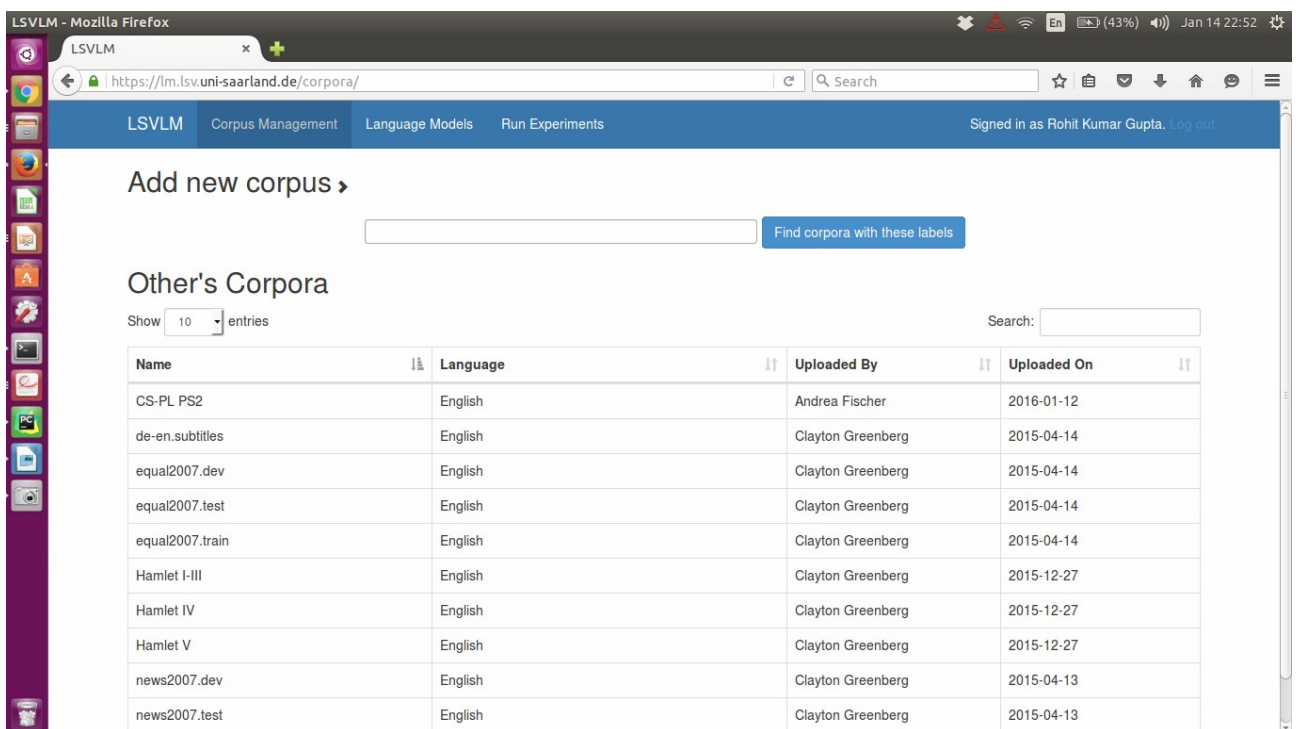 LSVLM - Mozilla Firefox En (43%) Jan 14 22:52
LSVLM
https://lm.lsv.uni-saarland.de/corpora/ Search
LSVLM Corpus Management Language Models Run Experiments Signed in as Rohit Kumar Gupta. Log out
Add new corpus
Find corpora with these labels
Other's Corpora
Show 10 entries Search:
Name Language Uploaded By Uploaded On
CS-PL PS2 English Andrea Fischer 2016-01-12
de-en.subtitles English Clayton Greenberg 2015-04-14
equal2007.dev English Clayton Greenberg 2015-04-14
equal2007.test English Clayton Greenberg 2015-04-14
equal2007.train English Clayton Greenberg 2015-04-14
Hamlet I-III English Clayton Greenberg 2015-12-27
Hamlet IV English Clayton Greenberg 2015-12-27
Hamlet V English Clayton Greenberg 2015-12-27
news2007.dev English Clayton Greenberg 2015-04-13
news2007.test English Clayton Greenberg 2015-04-13